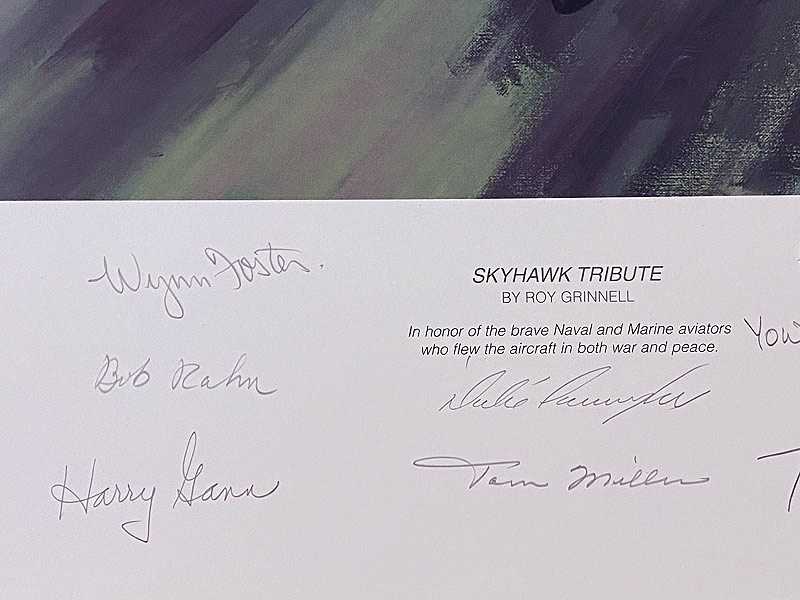 Wynn Foster.
Bob Rahn
Harry Gann
SKYHAWK TRIBUTE
BY ROY GRINNELL
In honor of the brave Naval and Marine aviators
who flew the aircraft in both war and peace.
Tom Miller